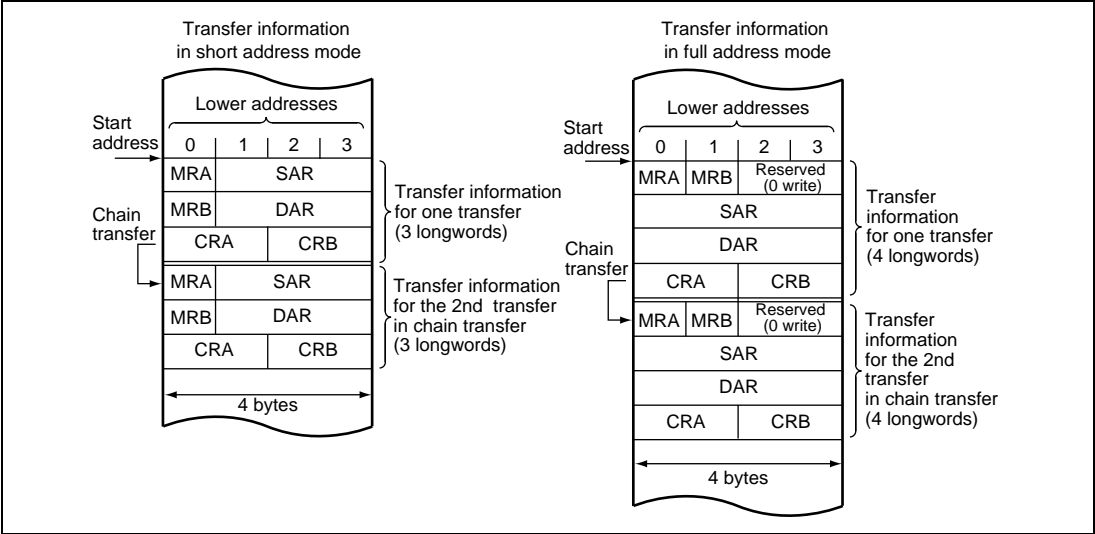 Transfer information
in short address mode
Lower addresses
Start
address
0 1 2 3
MRA SAR
MRB DAR
CRA CRB
Chain
transfer
MRA SAR
MRB DAR
CRA CRB
Transfer information
for one transfer
(3 longwords)
Transfer information
for the 2nd transfer
in chain transfer
(3 longwords)
4 bytes
Transfer information
in full address mode
Lower addresses
Start
address
0 1 2 3
MRA MRB Reserved
(0 write)
SAR
DAR
CRA CRB
Chain
transfer
MRA MRB Reserved
(0 write)
SAR
DAR
CRA CRB
Transfer
information
for one transfer
(4 longwords)
Transfer
information
for the 2nd
transfer
in chain transfer
(4 longwords)
4 bytes